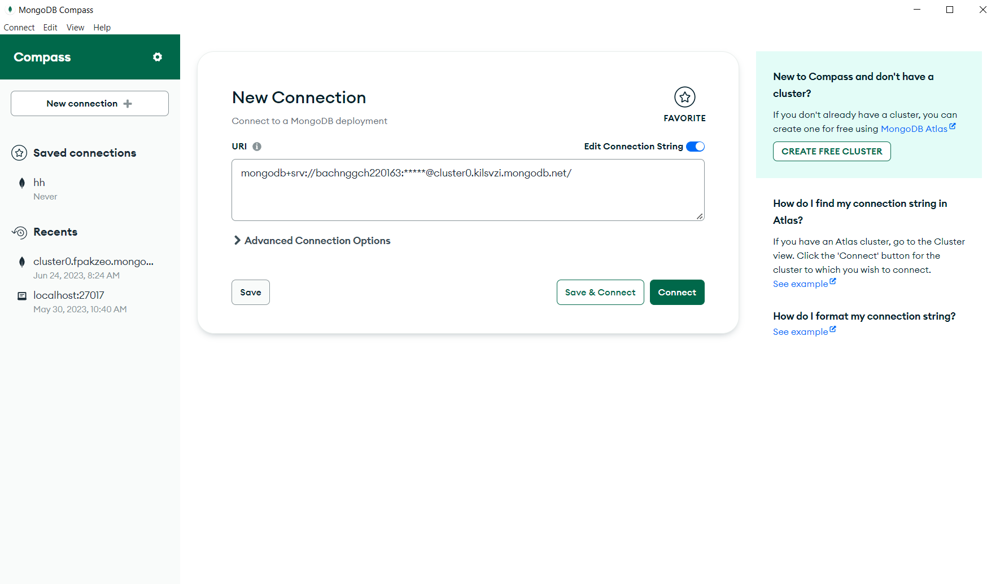 MongoDB Compass
Connect Edit View Help
Compass
New connection
Saved connections
hh
Never
Recents
cluster0.fpakzeo.mongo...
Jun 24, 2023, 8:24 AM
localhost:27017
May 30, 2023, 10:40 AM
New Connection
Connect to a MongoDB deployment
FAVORITE
URI
Edit Connection String
mongodb+srv://bachnggch220163:*****@cluster0.kilsvzi.mongodb.net/
Advanced Connection Options
Save
Save & Connect
Connect
New to Compass and don't have a
cluster?
If you don't already have a cluster, you can
create one for free using MongoDB Atlas
CREATE FREE CLUSTER
How do I find my connection string in
Atlas?
If you have an Atlas cluster, go to the Cluster
view. Click the 'Connect' button for the
cluster to which you wish to connect.
See example
How do I format my connection string?
See example